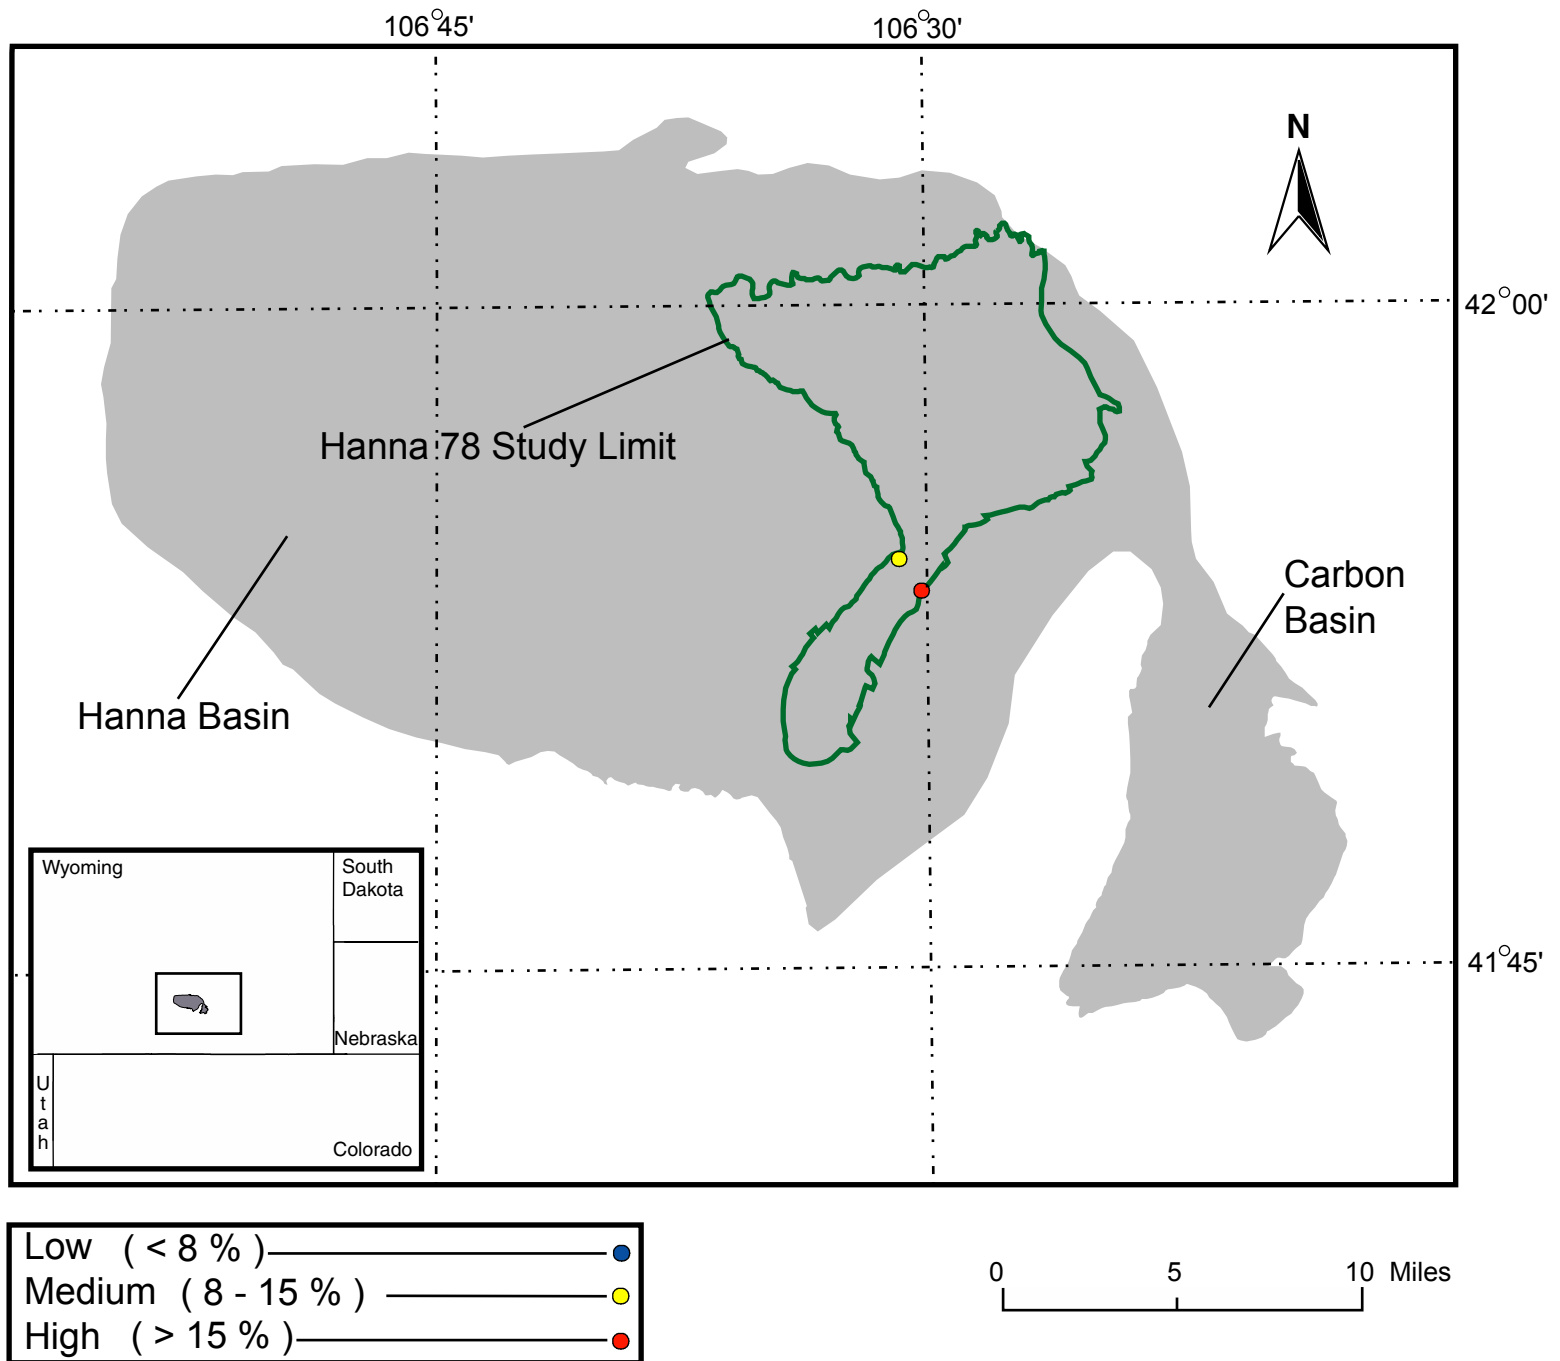 106°45'
106°30'
N
42°00'
Hanna 78 Study Limit
Carbon
Basin
Hanna Basin
41°45'
Wyoming
South
Dakota
Nebraska
Utah
Colorado
Low ( < 8 % )
Medium ( 8 - 15 % )
High ( > 15 % )
0 5 10 Miles